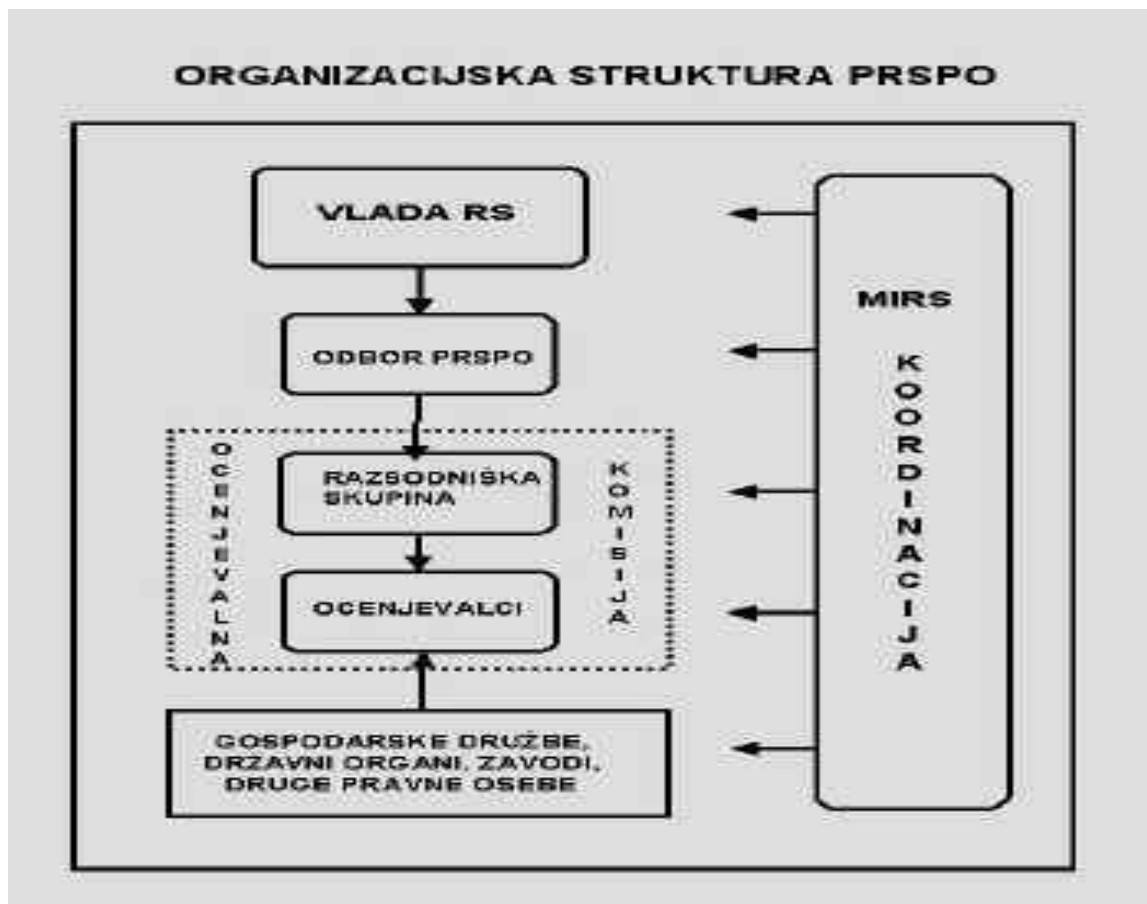 ORGANIZACIJSKA STRUKTURA PRSPO
VLADA RS
ODBOR PRSPO
OCENJEVALNA
RAZSODNIŠKA
SKUPINA
KOMISIJA
OCENJEVALCI
GOSPODARSKE DRUŽBE,
DRŽAVNI ORGANI, ZAVODI,
DRUGE PRAVNE OSEBE
MIRS
KOORDINACIJA